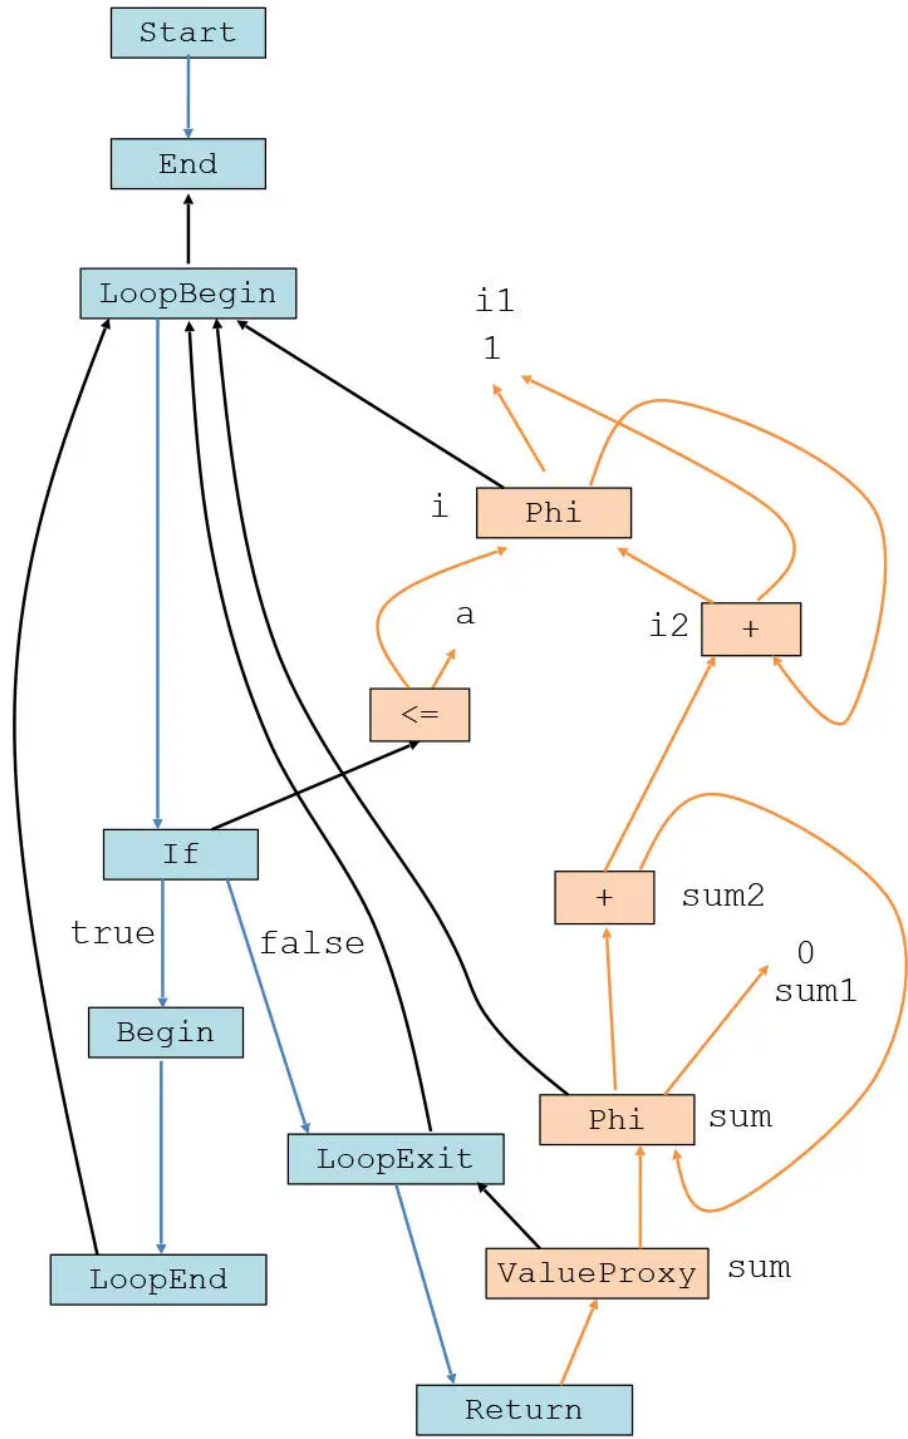 Start
End
LoopBegin
i1
1
i
Phi
a
i2
+
<=
If
true
false
+
sum2
0
sum1
Begin
Phi
sum
LoopExit
LoopEnd
ValueProxy
sum
Return